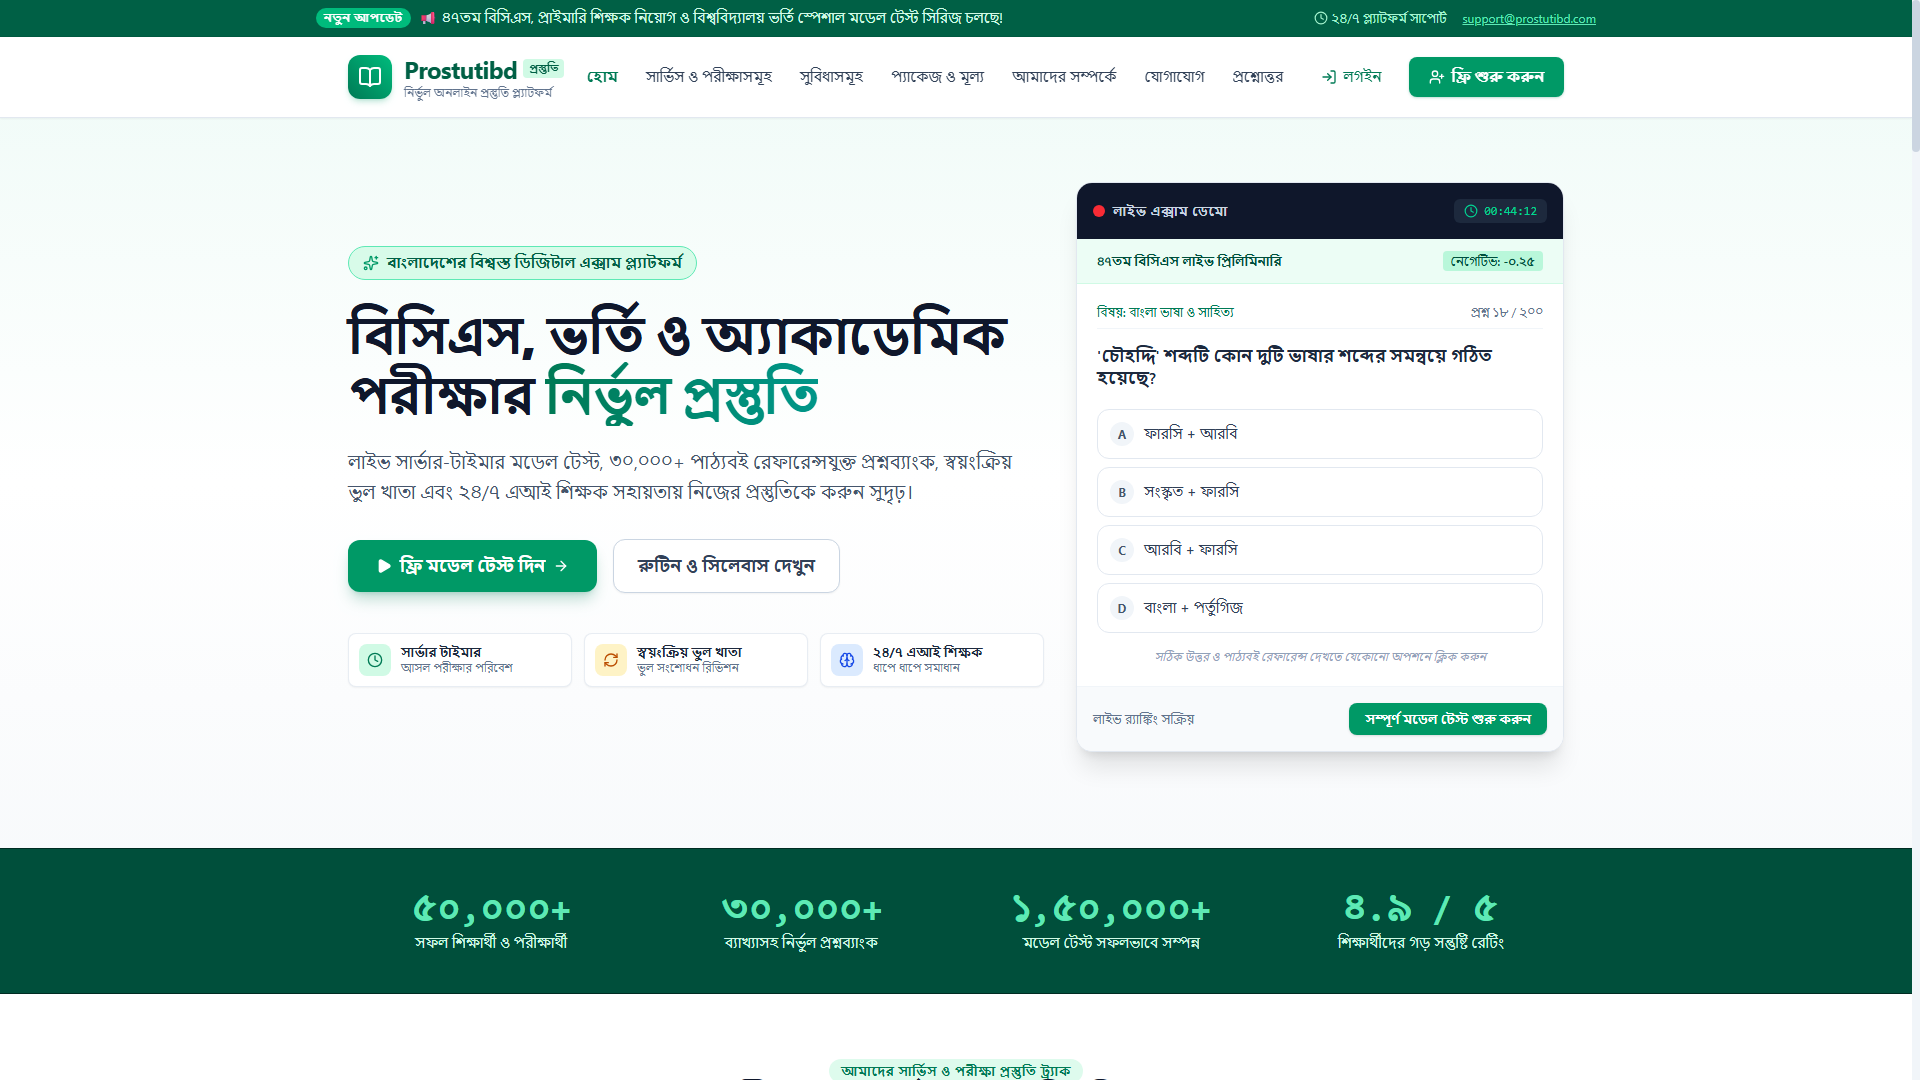 নতুন আপডেট 📢 ৪৭তম বিসিএস, প্রাইমারি শিক্ষক নিয়োগ ও বিশ্ববিদ্যালয় ভর্তি স্পেশাল মডেল টেস্ট সিরিজ চলছে!
২৪/৭ প্ল্যাটফর্ম সাপোর্ট support@prostutibd.com
Prostutibd প্রস্তুতি
নির্ভুল অনলাইন প্রস্তুতি প্ল্যাটফর্ম
হোম সার্ভিস ও পরীক্ষাসমূহ সুবিধাসমূহ প্যাকেজ ও মূল্য আমাদের সম্পর্কে যোগাযোগ প্রশ্নোত্তর লগইন ফ্রি শুরু করুন
বাংলাদেশের বিশ্বস্ত ডিজিটাল এক্সাম প্ল্যাটফর্ম
বিসিএস, ভর্তি ও অ্যাকাডেমিক
পরীক্ষার নির্ভুল প্রস্তুতি
লাইভ সার্ভার-টাইমার মডেল টেস্ট, ৩০,০০০+ পাঠ্যবই রেফারেন্সযুক্ত প্রশ্নব্যাংক, স্বয়ংক্রিয়
ভুল খাতা এবং ২৪/৭ এআই শিক্ষক সহায়তায় নিজের প্রস্তুতিকে করুন সুদৃঢ়।
ফ্রি মডেল টেস্ট দিন →
রুটিন ও সিলেবাস দেখুন
সার্ভার টাইমার
আসল পরীক্ষার পরিবেশ
স্বয়ংক্রিয় ভুল খাতা
ভুল সংশোধন রিভিশন
২৪/৭ এআই শিক্ষক
ধাপে ধাপে সমাধান
লাইভ এক্সাম ডেমো 00:44:12
৪৭তম বিসিএস লাইভ প্রিলিমিনারি নেগেটিভ: -০.২৫
বিষয়: বাংলা ভাষা ও সাহিত্য প্রশ্ন ১৮ / ২০০
'চৌহদ্দি' শব্দটি কোন দুটি ভাষার শব্দের সমন্বয়ে গঠিত
হয়েছে?
A ফারসি + আরবি
B সংস্কৃত + ফারসি
C আরবি + ফারসি
D বাংলা + পর্তুগিজ
সঠিক উত্তর ও পাঠ্যবই রেফারেন্স দেখতে যেকোনো অপশনে ক্লিক করুন
লাইভ র‍্যাঙ্কিং সক্রিয় সম্পূর্ণ মডেল টেস্ট শুরু করুন
৫০,০০০+
সফল শিক্ষার্থী ও পরীক্ষার্থী
৩০,০০০+
ব্যাখ্যাসহ নির্ভুল প্রশ্নব্যাংক
১,৫০,০০০+
মডেল টেস্ট সফলভাবে সম্পন্ন
৪.৯ / ৫
শিক্ষার্থীদের গড় সন্তুষ্টি রেটিং
আমাদের সার্ভিস ও পরীক্ষা প্রস্তুতি ট্র্যাক